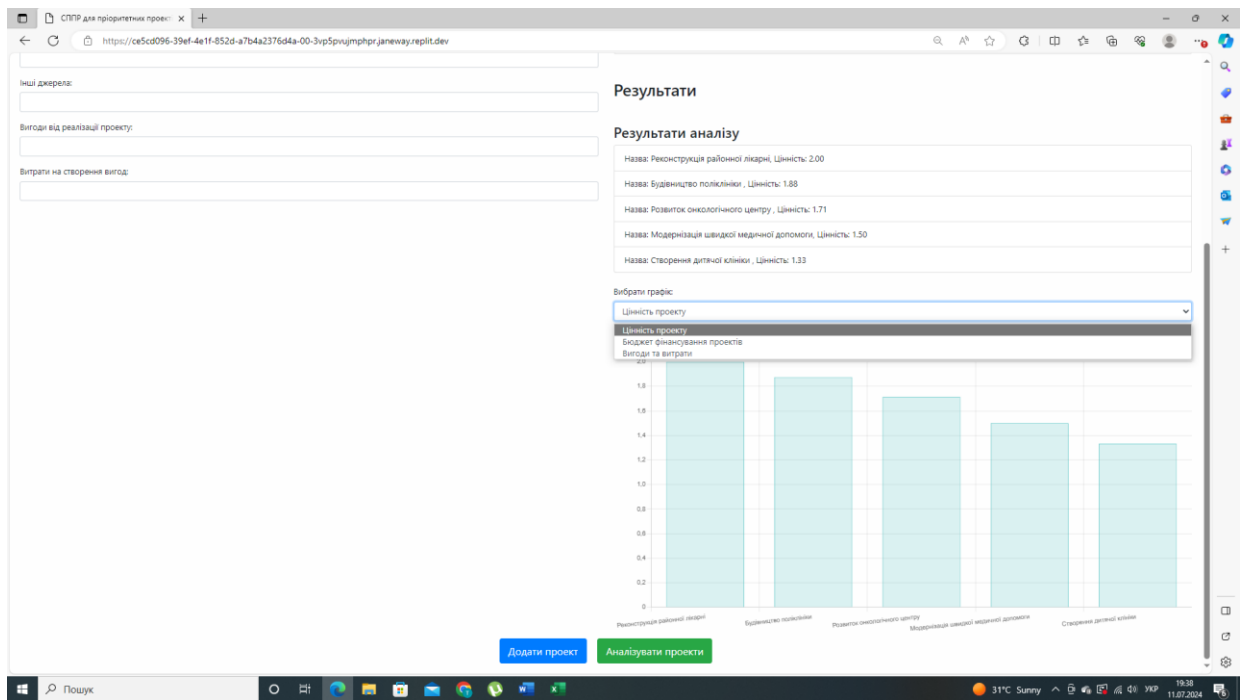 СППР для пріоритетних проект
https://ce5cd096-39ef-4e1f-852d-a7b4a2376d4a-00-3vp5pvujmphpr.janeway.replit.dev
Інші джерела:
Вигоди від реалізації проекту:
Витрати на створення вигод:
Результати
Результати аналізу
Назва: Реконструкція районної лікарні, Цінність: 2.00
Назва: Будівництво поліклініки , Цінність: 1.88
Назва: Розвиток онкологічного центру , Цінність: 1.71
Назва: Модернізація швидкої медичної допомоги, Цінність: 1.50
Назва: Створення дитячої клініки , Цінність: 1.33
Вибрати графік:
Цінність проекту
Цінність проекту
Бюджет фінансування проектів
Вигоди та витрати
2,0
1,8
1,6
1,4
1,2
1,0
0,8
0,6
0,4
0,2
0
Реконструкція районної лікарні
Будівництво поліклініки
Розвиток онкологічного центру
Модернізація швидкої медичної допомоги
Створення дитячої клініки
Додати проект
Аналізувати проекти
Пошук
31°C Sunny
УКР
19:38
11.07.2024